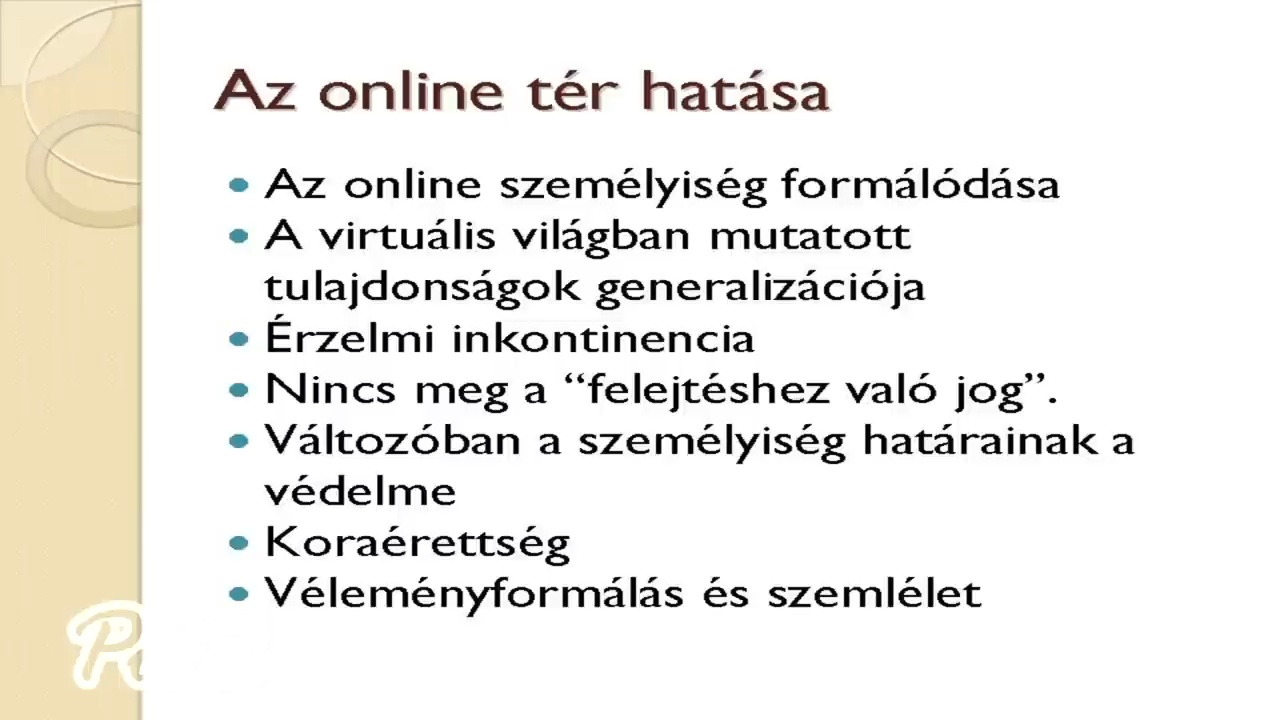 Az online tér hatása
Az online személyiség formálódása
A virtuális világban mutatott
tulajdonságok generalizációja
Érzelmi inkontinencia
Nincs meg a “felejtéshez való jog”.
Változóban a személyiség határainak a
védelme
Koraérettség
Véleményformálás és szemlélet